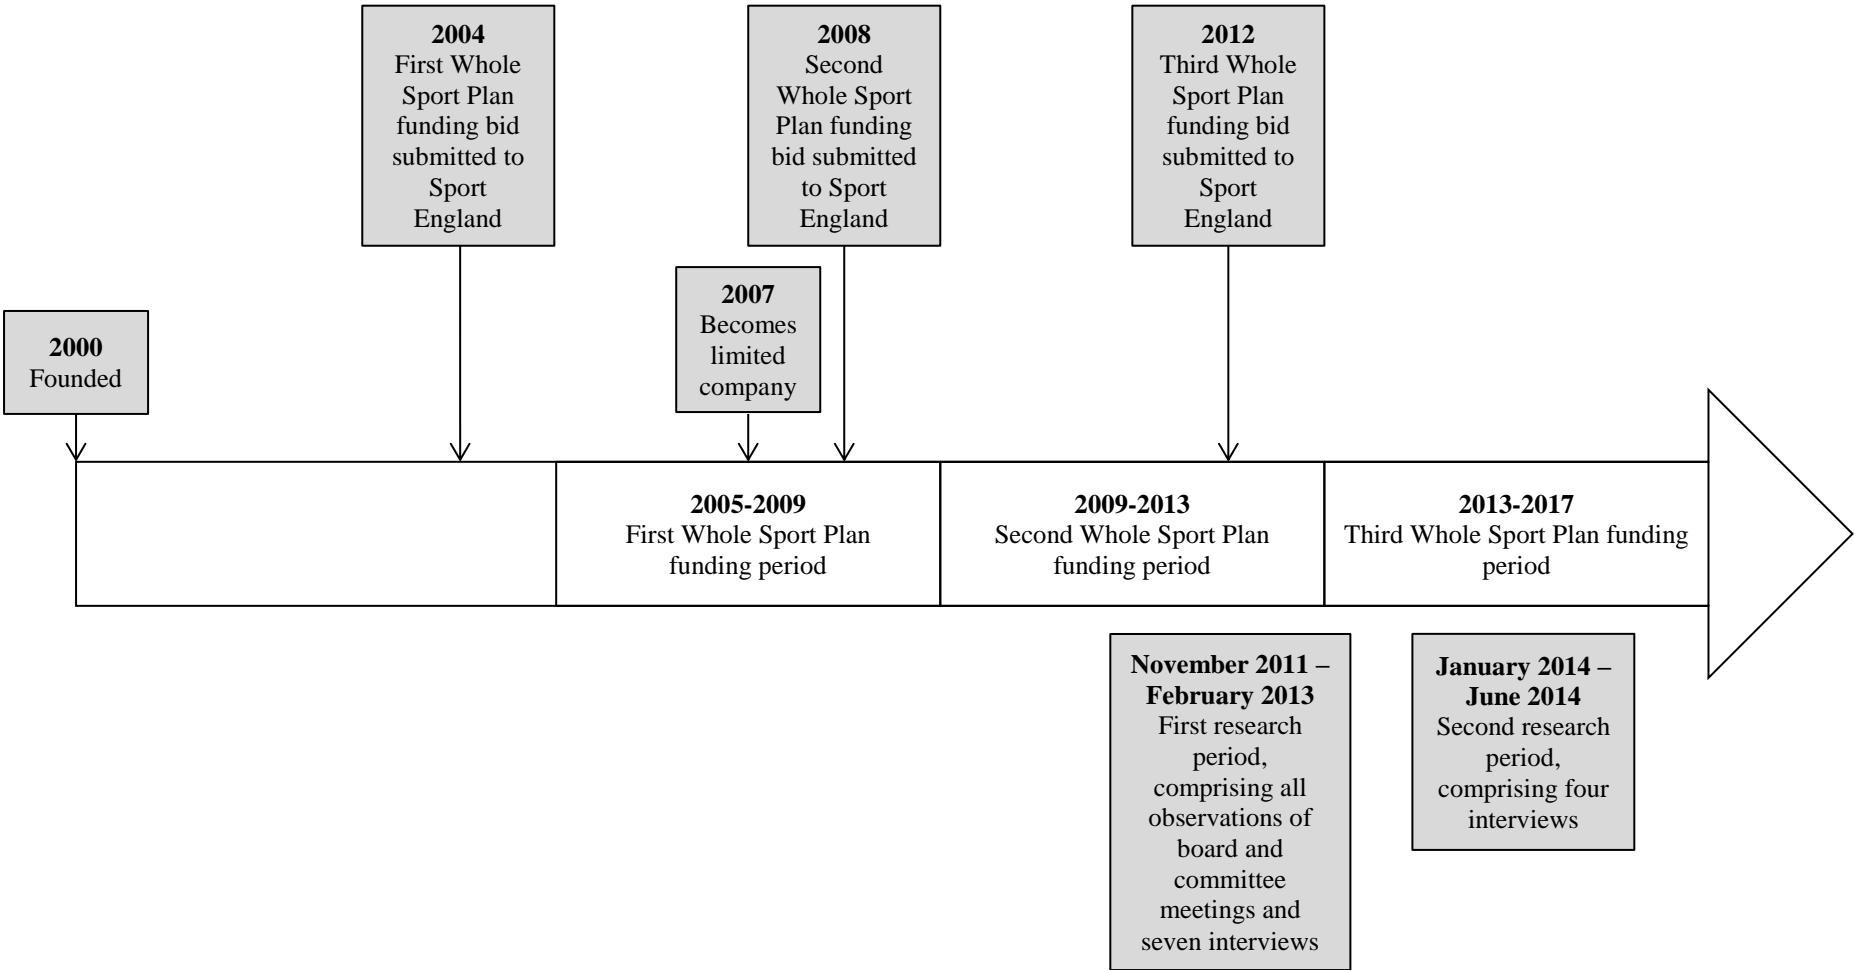 2004
First Whole
Sport Plan
funding bid
submitted to
Sport
England
2008
Second
Whole Sport
Plan funding
bid submitted
to Sport
England
2012
Third Whole
Sport Plan
funding bid
submitted to
Sport
England
2007
Becomes
limited
company
2000
Founded
2005-2009
First Whole Sport Plan
funding period
2009-2013
Second Whole Sport Plan
funding period
2013-2017
Third Whole Sport Plan funding
period
November 2011 –
February 2013
First research
period,
comprising all
observations of
board and
committee
meetings and
seven interviews
January 2014 –
June 2014
Second research
period,
comprising four
interviews